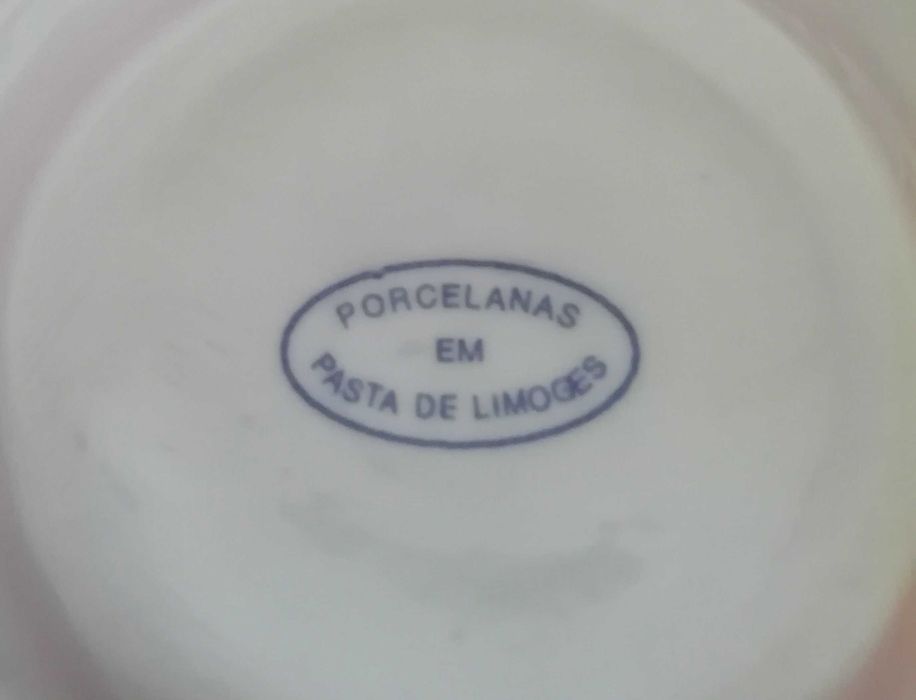 PORCELANAS
EM
PASTA DE LIMOGES